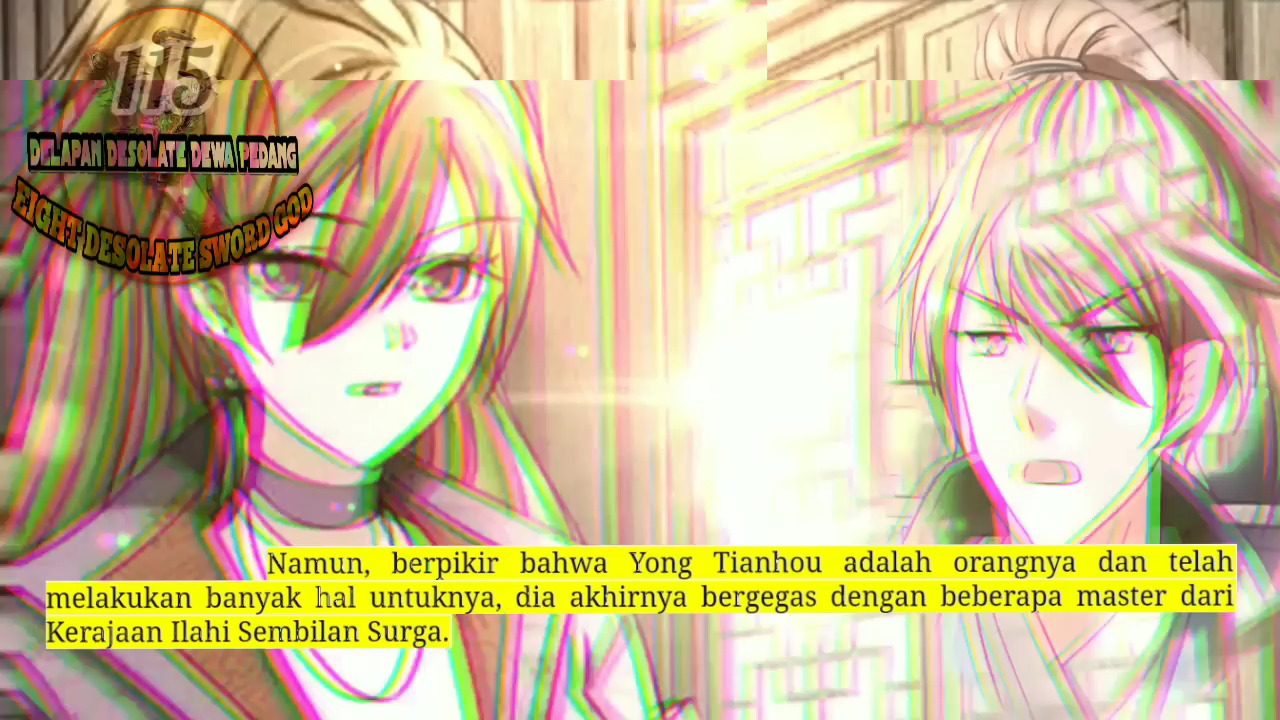 115
DELAPAN DESOLATE DEWA PEDANG
EIGHT DESOLATE SWORD GOD
Namun, berpikir bahwa Yong Tianhou adalah orangnya dan telah
melakukan banyak hal untuknya, dia akhirnya bergegas dengan beberapa master dari
Kerajaan Ilahi Sembilan Surga.